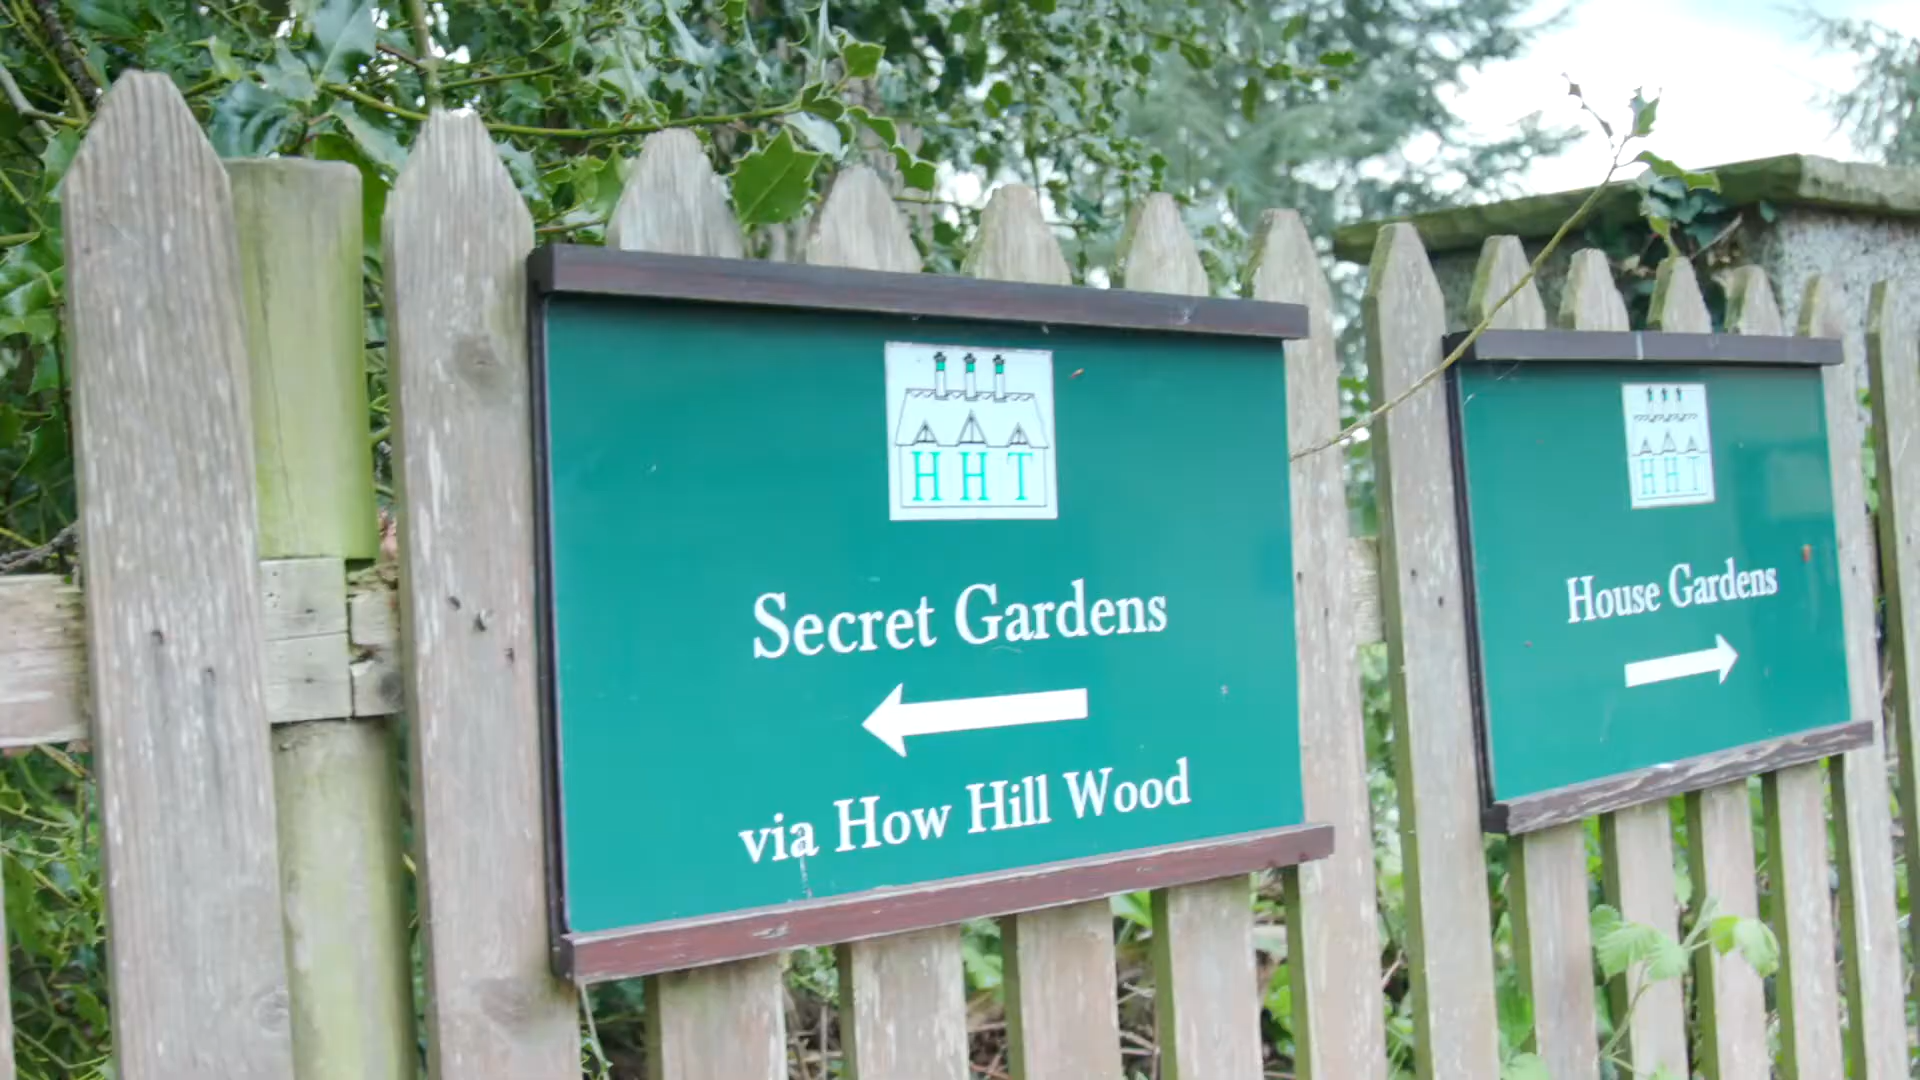 HHT
Secret Gardens
via How Hill Wood
HHT
House Gardens